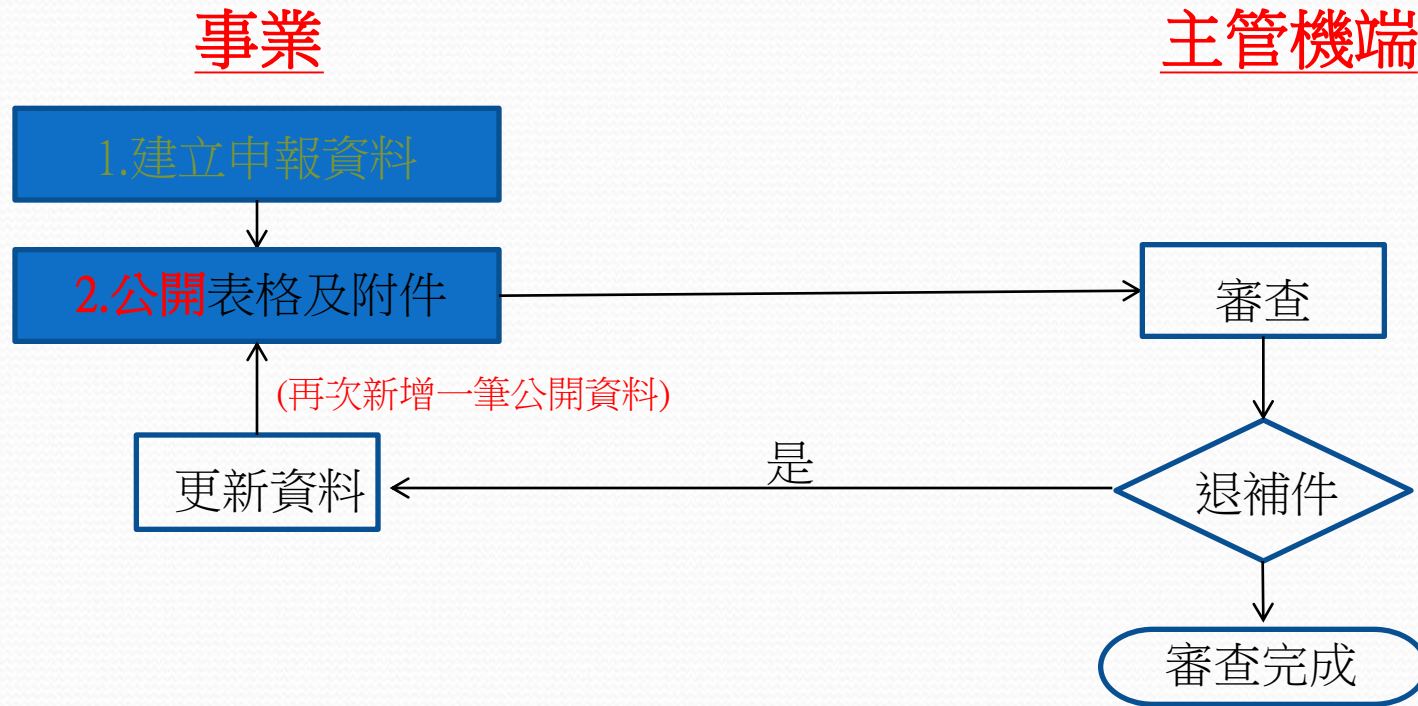 事業
主管機端
1.建立申報資料
2.公開表格及附件
審查
(再次新增一筆公開資料)
是
更新資料
退補件
審查完成